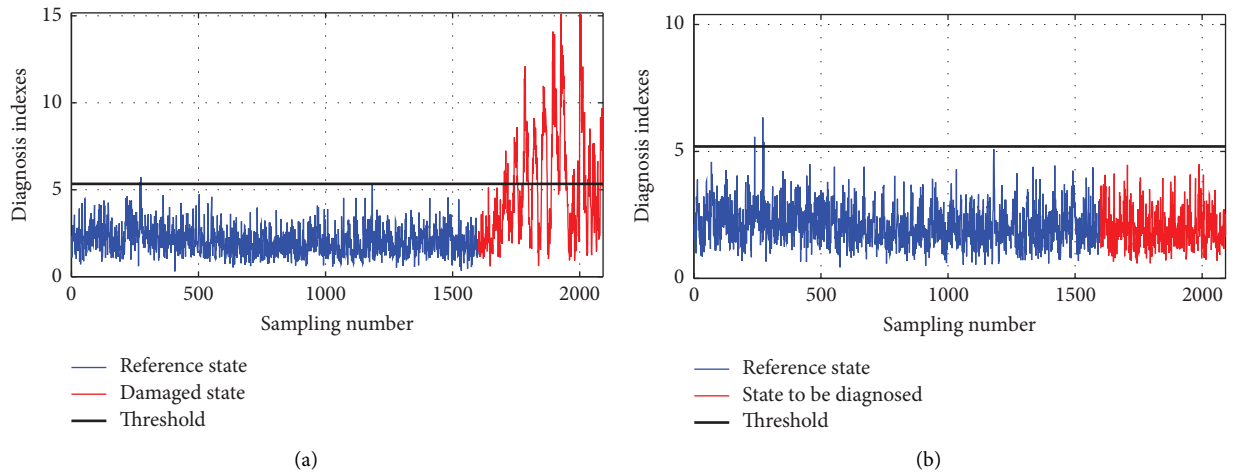 15
10
5
0
Diagnosis indexes
0
500
1000
1500
2000
Sampling number
Reference state
Damaged state
Threshold
(a)
10
5
0
Diagnosis indexes
0
500
1000
1500
2000
Sampling number
Reference state
State to be diagnosed
Threshold
(b)